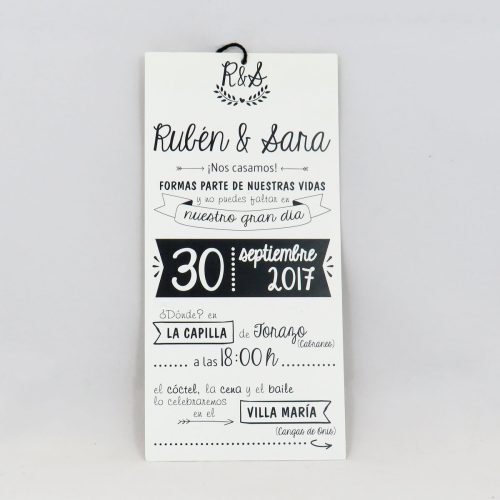 R&S
Rubén & Sara
¡Nos casamos!
FORMAS PARTE DE NUESTRAS VIDAS
y no puedes faltar en
nuestro gran día
30 septiembre
2017
¿Dónde? en
LA CAPILLA de Torazo
(Cabranes)
a las 18:00 h
el cóctel, la cena y el baile
lo celebraremos
en el VILLA MARÍA
(Cangas de Onis)